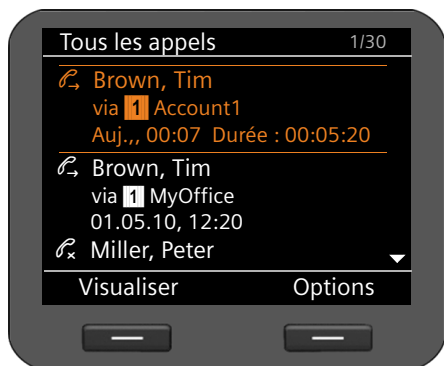 Tous les appels 1/30
Brown, Tim
via 1 Account1
Auj.,, 00:07 Durée : 00:05:20
Brown, Tim
via 1 MyOffice
01.05.10, 12:20
Miller, Peter
Visualiser Options